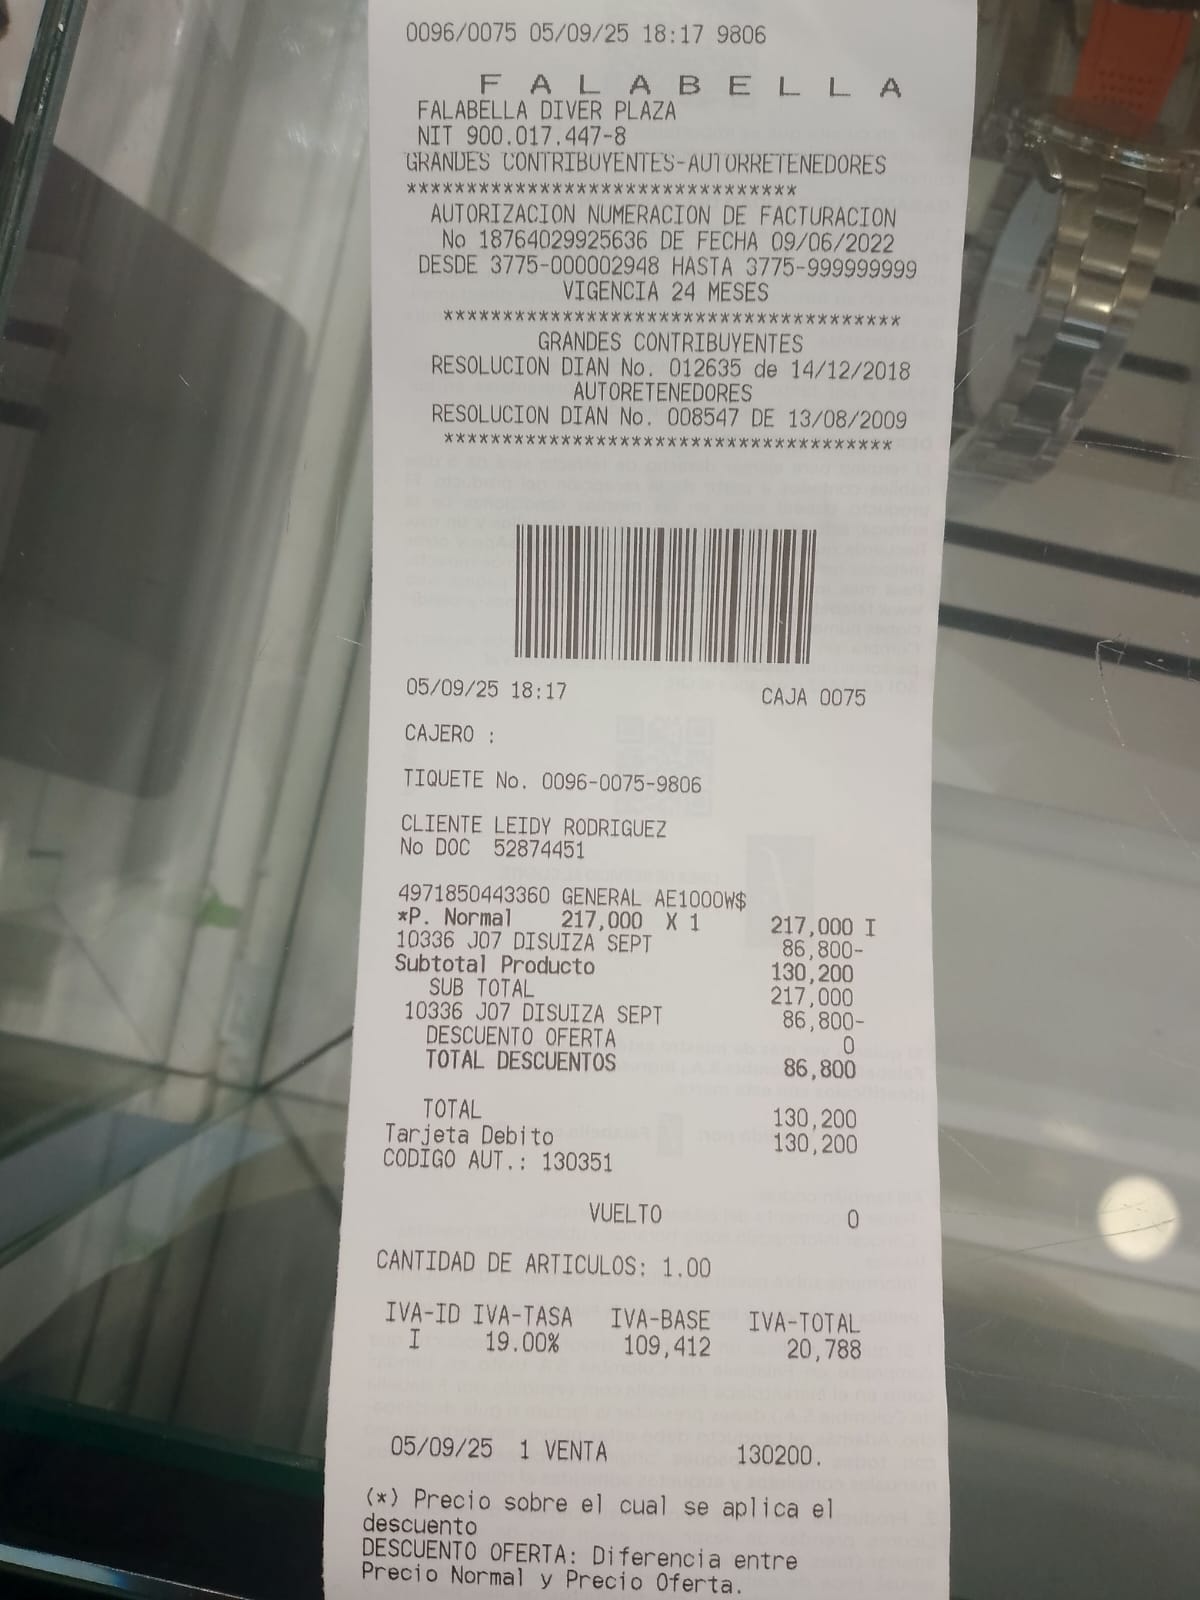 0096/0075 05/09/25 18:17 9806
F A L A B E L L A
FALABELLA DIVER PLAZA
NIT 900.017.447-8
GRANDES CONTRIBUYENTES-AUTORRETENEDORES
********************************
AUTORIZACION NUMERACION DE FACTURACION
No 18764029925636 DE FECHA 09/06/2022
DESDE 3775-000002948 HASTA 3775-999999999
VIGENCIA 24 MESES
**************************************
GRANDES CONTRIBUYENTES
RESOLUCION DIAN No. 012635 de 14/12/2018
AUTORETENEDORES
RESOLUCION DIAN No. 008547 DE 13/08/2009
*************************************
05/09/25 18:17 CAJA 0075
CAJERO :
TIQUETE No. 0096-0075-9806
CLIENTE LEIDY RODRIGUEZ
No DOC 52874451
4971850443360 GENERAL AE1000W$
*P. Normal 217,000 X 1 217,000 I
10336 J07 DISUIZA SEPT 86,800-
Subtotal Producto 130,200
SUB TOTAL 217,000
10336 J07 DISUIZA SEPT 86,800-
DESCUENTO OFERTA 0
TOTAL DESCUENTOS 86,800
TOTAL 130,200
Tarjeta Debito 130,200
CODIGO AUT.: 130351
VUELTO 0
CANTIDAD DE ARTICULOS: 1.00
IVA-ID IVA-TASA IVA-BASE IVA-TOTAL
I 19.00% 109,412 20,788
05/09/25 1 VENTA 130200.
(*) Precio sobre el cual se aplica el
descuento
DESCUENTO OFERTA: Diferencia entre
Precio Normal y Precio Oferta.